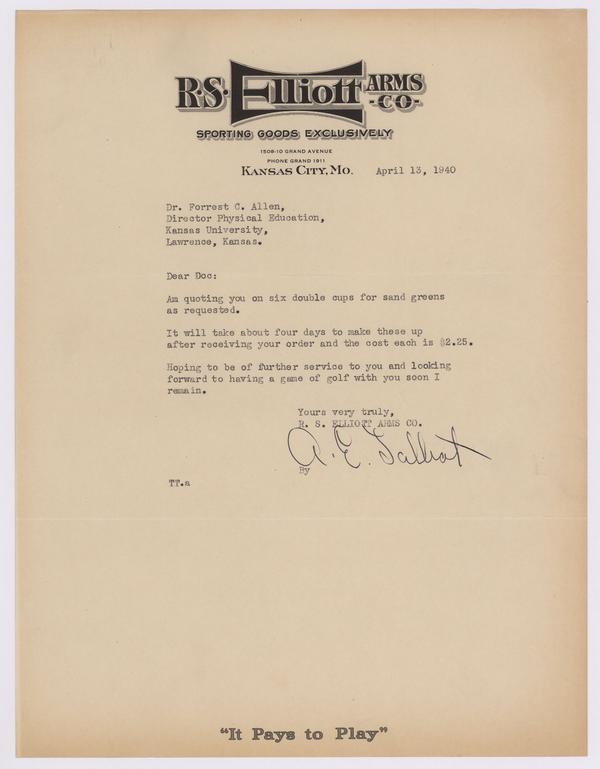 R·S·Elliott ARMS
-CO-
SPORTING GOODS EXCLUSIVELY
1508-10 GRAND AVENUE
PHONE GRAND 1911
KANSAS CITY, MO. April 13, 1940
Dr. Forrest C. Allen,
Director Physical Education,
Kansas University,
Lawrence, Kansas.
Dear Doc:
Am quoting you on six double cups for sand greens
as requested.
It will take about four days to make these up
after receiving your order and the cost each is $2.25.
Hoping to be of further service to you and looking
forward to having a game of golf with you soon I
remain.
Yours very truly,
R. S. ELLIOTT ARMS CO.
By
TT.a
"It Pays to Play"